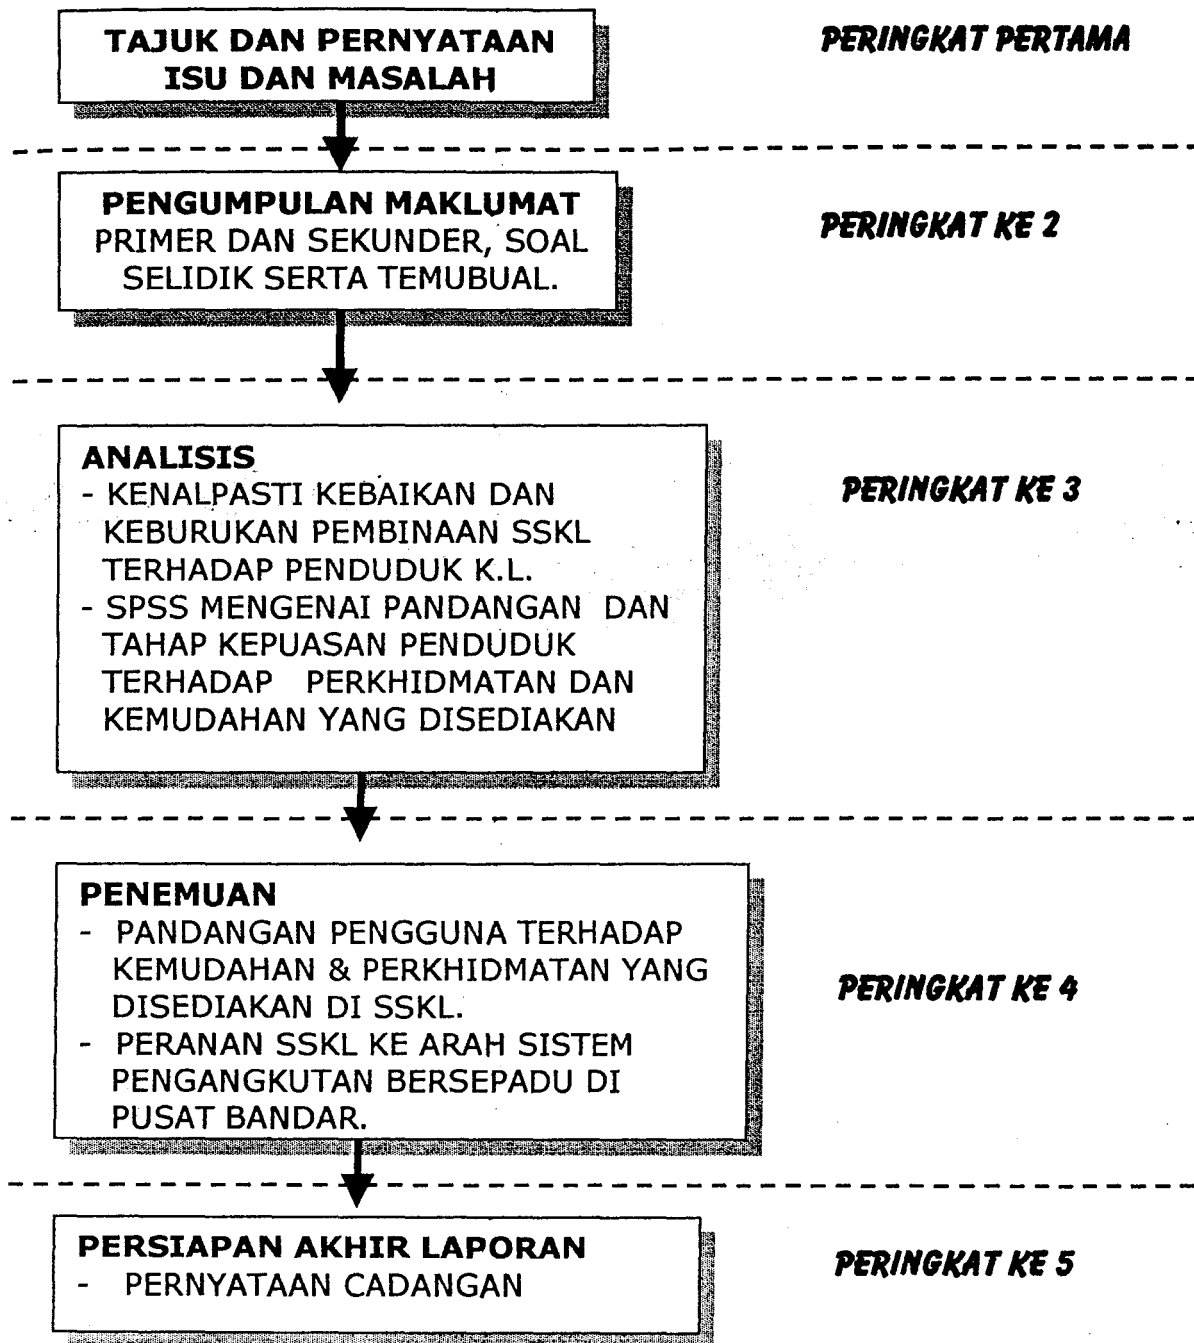 TAJUK DAN PERNYATAAN
ISU DAN MASALAH
PERINGKAT PERTAMA
PENGUMPULAN MAKLUMAT
PRIMER DAN SEKUNDER, SOAL
SELIDIK SERTA TEMUBUAL.
PERINGKAT KE 2
ANALISIS
- KENALPASTI KEBAIKAN DAN
KEBURUKAN PEMBINAAN SSKL
TERHADAP PENDUDUK K.L.
- SPSS MENGENAI PANDANGAN DAN
TAHAP KEPUASAN PENDUDUK
TERHADAP PERKHIDMATAN DAN
KEMUDAHAN YANG DISEDIAKAN
PERINGKAT KE 3
PENEMUAN
- PANDANGAN PENGGUNA TERHADAP
KEMUDAHAN & PERKHIDMATAN YANG
DISEDIAKAN DI SSKL.
- PERANAN SSKL KE ARAH SISTEM
PENGANGKUTAN BERSEPADU DI
PUSAT BANDAR.
PERINGKAT KE 4
PERSIAPAN AKHIR LAPORAN
- PERNYATAAN CADANGAN
PERINGKAT KE 5